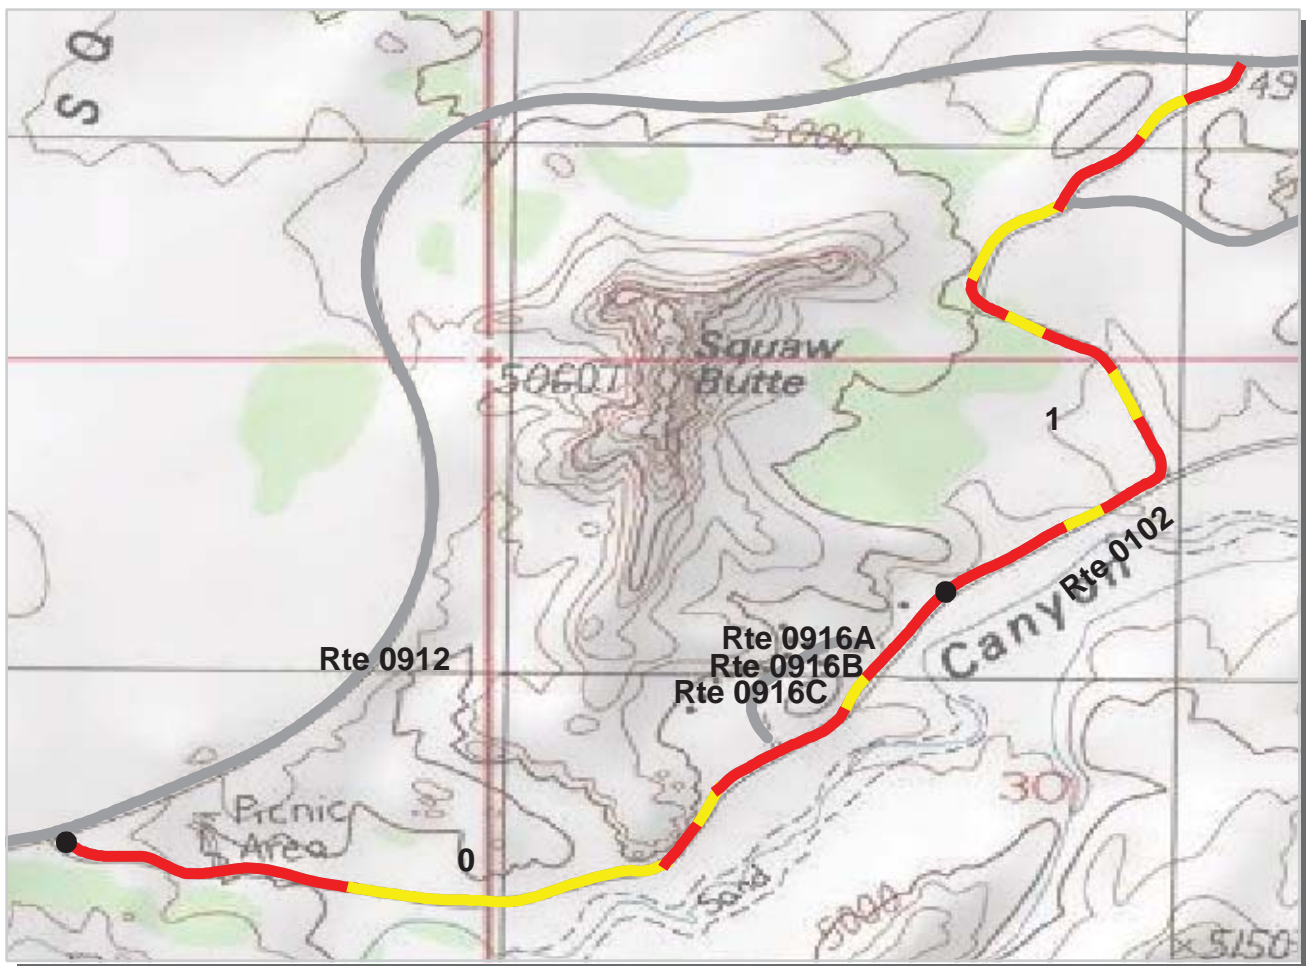 S Q
49
5000
Squaw
Butte
5060T
1
Rte 0102
Canyon
Rte 0916A
Rte 0916B
Rte 0916C
Rte 0912
30
Picnic
Area
0
Sand
5000
× 5150